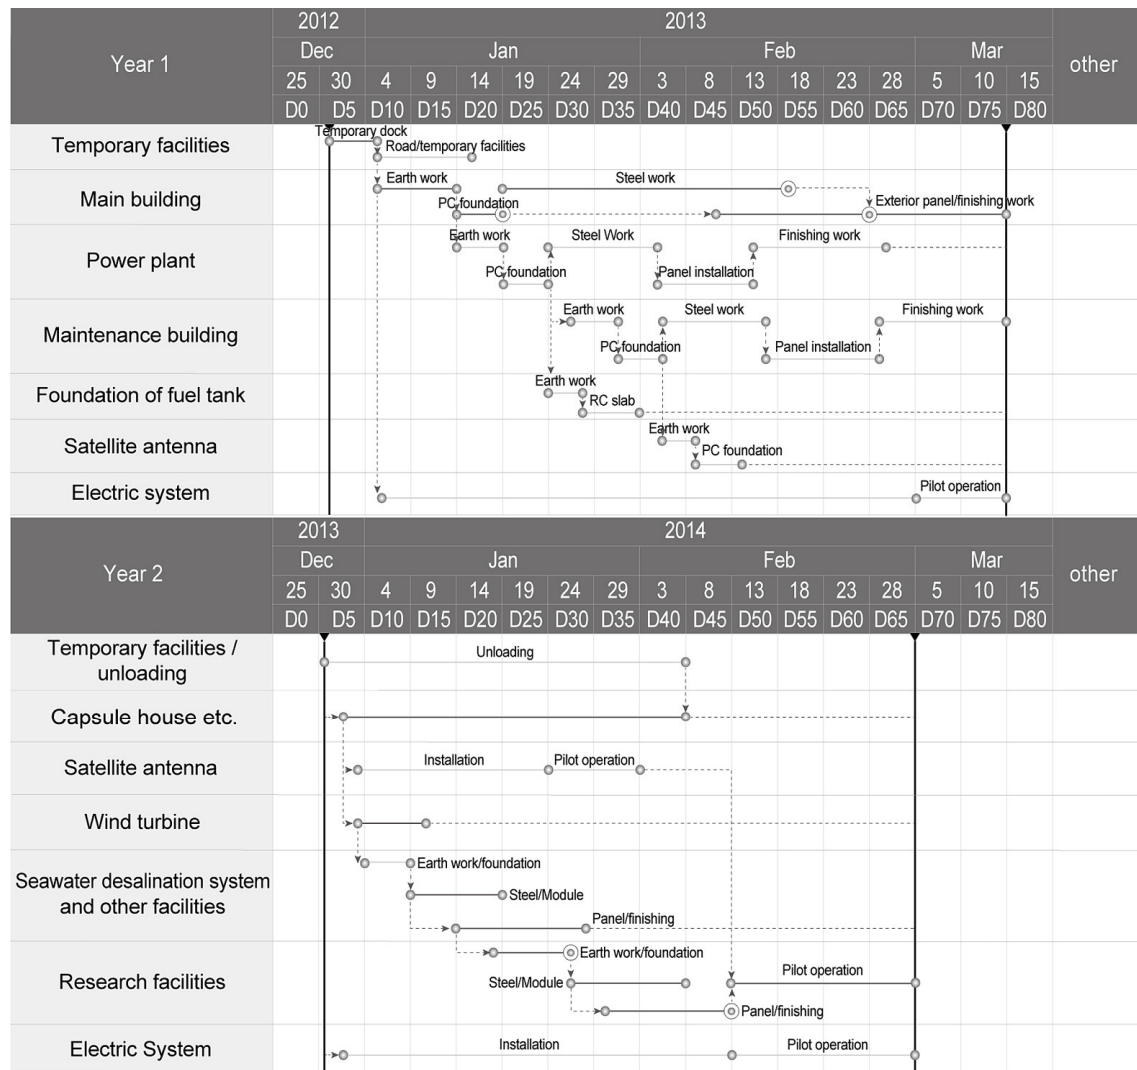 Year 1
2012 2013
Dec Jan Feb Mar other
25 30 4 9 14 19 24 29 3 8 13 18 23 28 5 10 15
D0 D5 D10 D15 D20 D25 D30 D35 D40 D45 D50 D55 D60 D65 D70 D75 D80
Temporary facilities
Temporary dock
Road/temporary facilities
Main building
Earth work Steel work
PC foundation Exterior panel/finishing work
Power plant
Earth work Steel Work Finishing work
PC foundation Panel installation
Maintenance building
Earth work Steel work Finishing work
PC foundation Panel installation
Foundation of fuel tank
Earth work
RC slab
Satellite antenna
Earth work
PC foundation
Electric system
Pilot operation
Year 2
2013 2014
Dec Jan Feb Mar other
25 30 4 9 14 19 24 29 3 8 13 18 23 28 5 10 15
D0 D5 D10 D15 D20 D25 D30 D35 D40 D45 D50 D55 D60 D65 D70 D75 D80
Temporary facilities /
unloading
Unloading
Capsule house etc.
Satellite antenna
Installation Pilot operation
Wind turbine
Seawater desalination system
and other facilities
Earth work/foundation
Steel/Module
Panel/finishing
Research facilities
Earth work/foundation
Steel/Module Pilot operation
Panel/finishing
Electric System
Installation Pilot operation